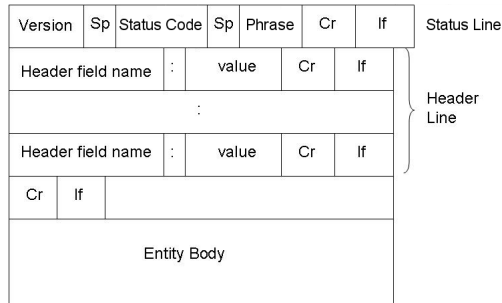 Version Sp Status Code Sp Phrase Cr lf Status Line
Header field name : value Cr lf
:
Header Line
Header field name : value Cr lf
Cr lf
Entity Body